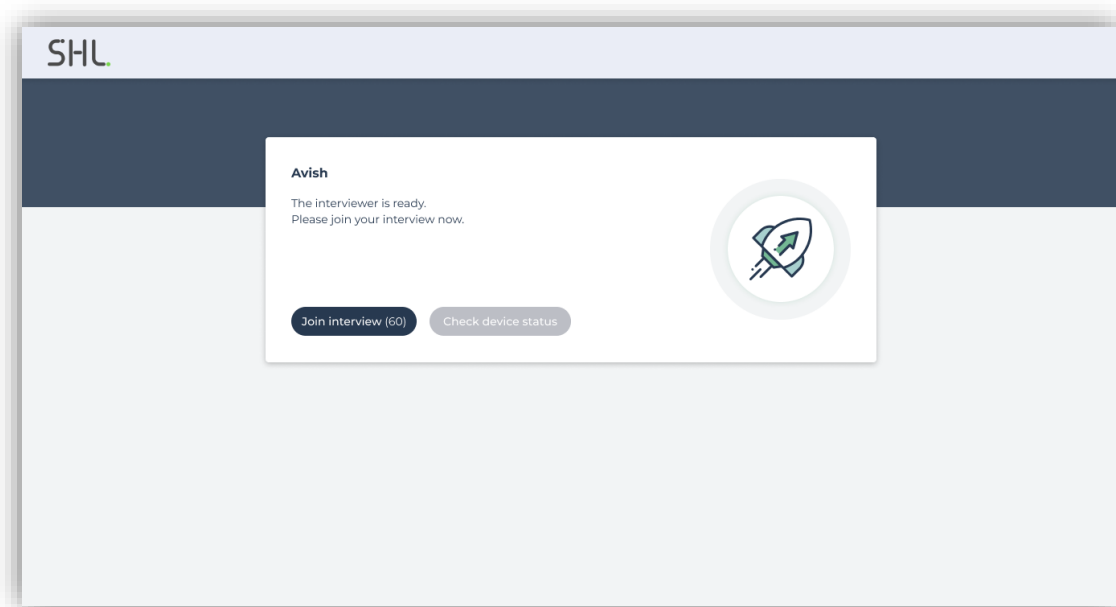 SHL.
Avish
The interviewer is ready.
Please join your interview now.
Join interview (60)
Check device status